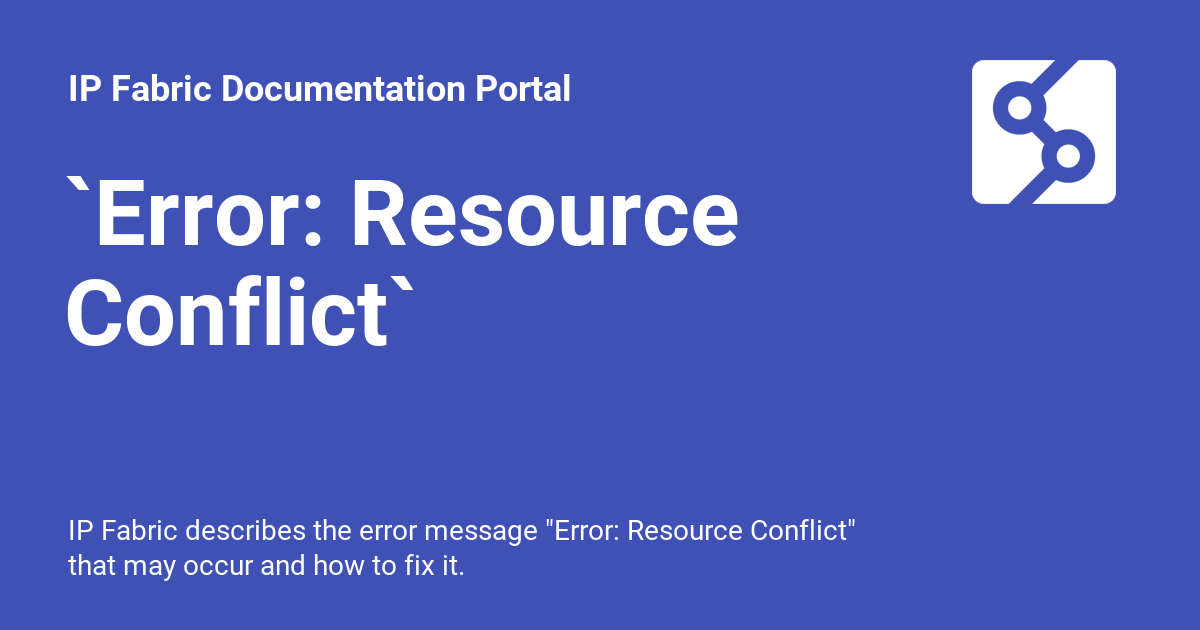 IP Fabric Documentation Portal
`Error: Resource
Conflict`
IP Fabric describes the error message "Error: Resource Conflict"
that may occur and how to fix it.